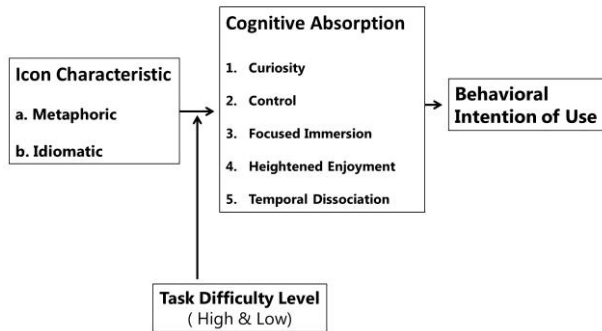 Icon Characteristic
a. Metaphoric
b. Idiomatic
Cognitive Absorption
1. Curiosity
2. Control
3. Focused Immersion
4. Heightened Enjoyment
5. Temporal Dissociation
Behavioral
Intention of Use
Task Difficulty Level
( High & Low)